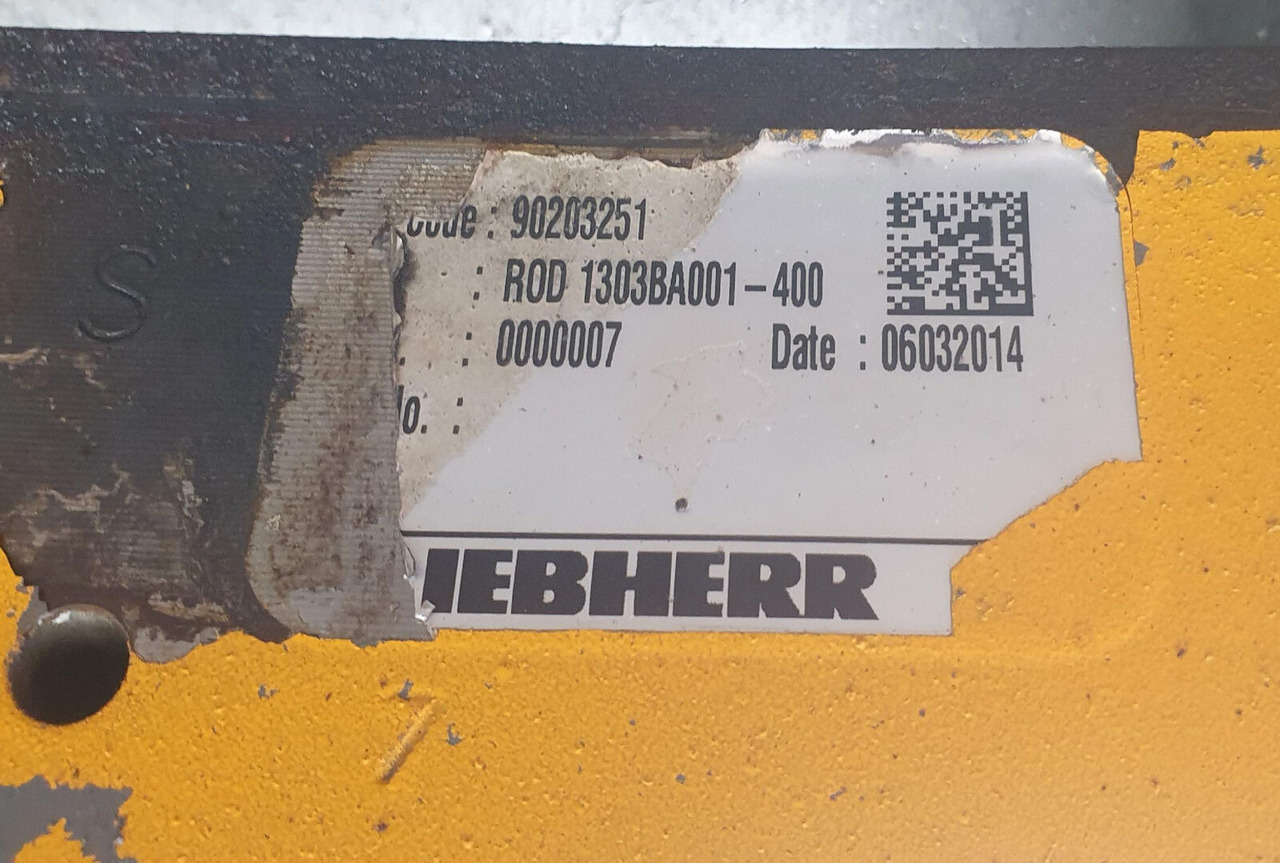 S
: 90203251
: ROD 1303BA001-400
. : 0000007 Date : 06032014
o. :
IEBHERR